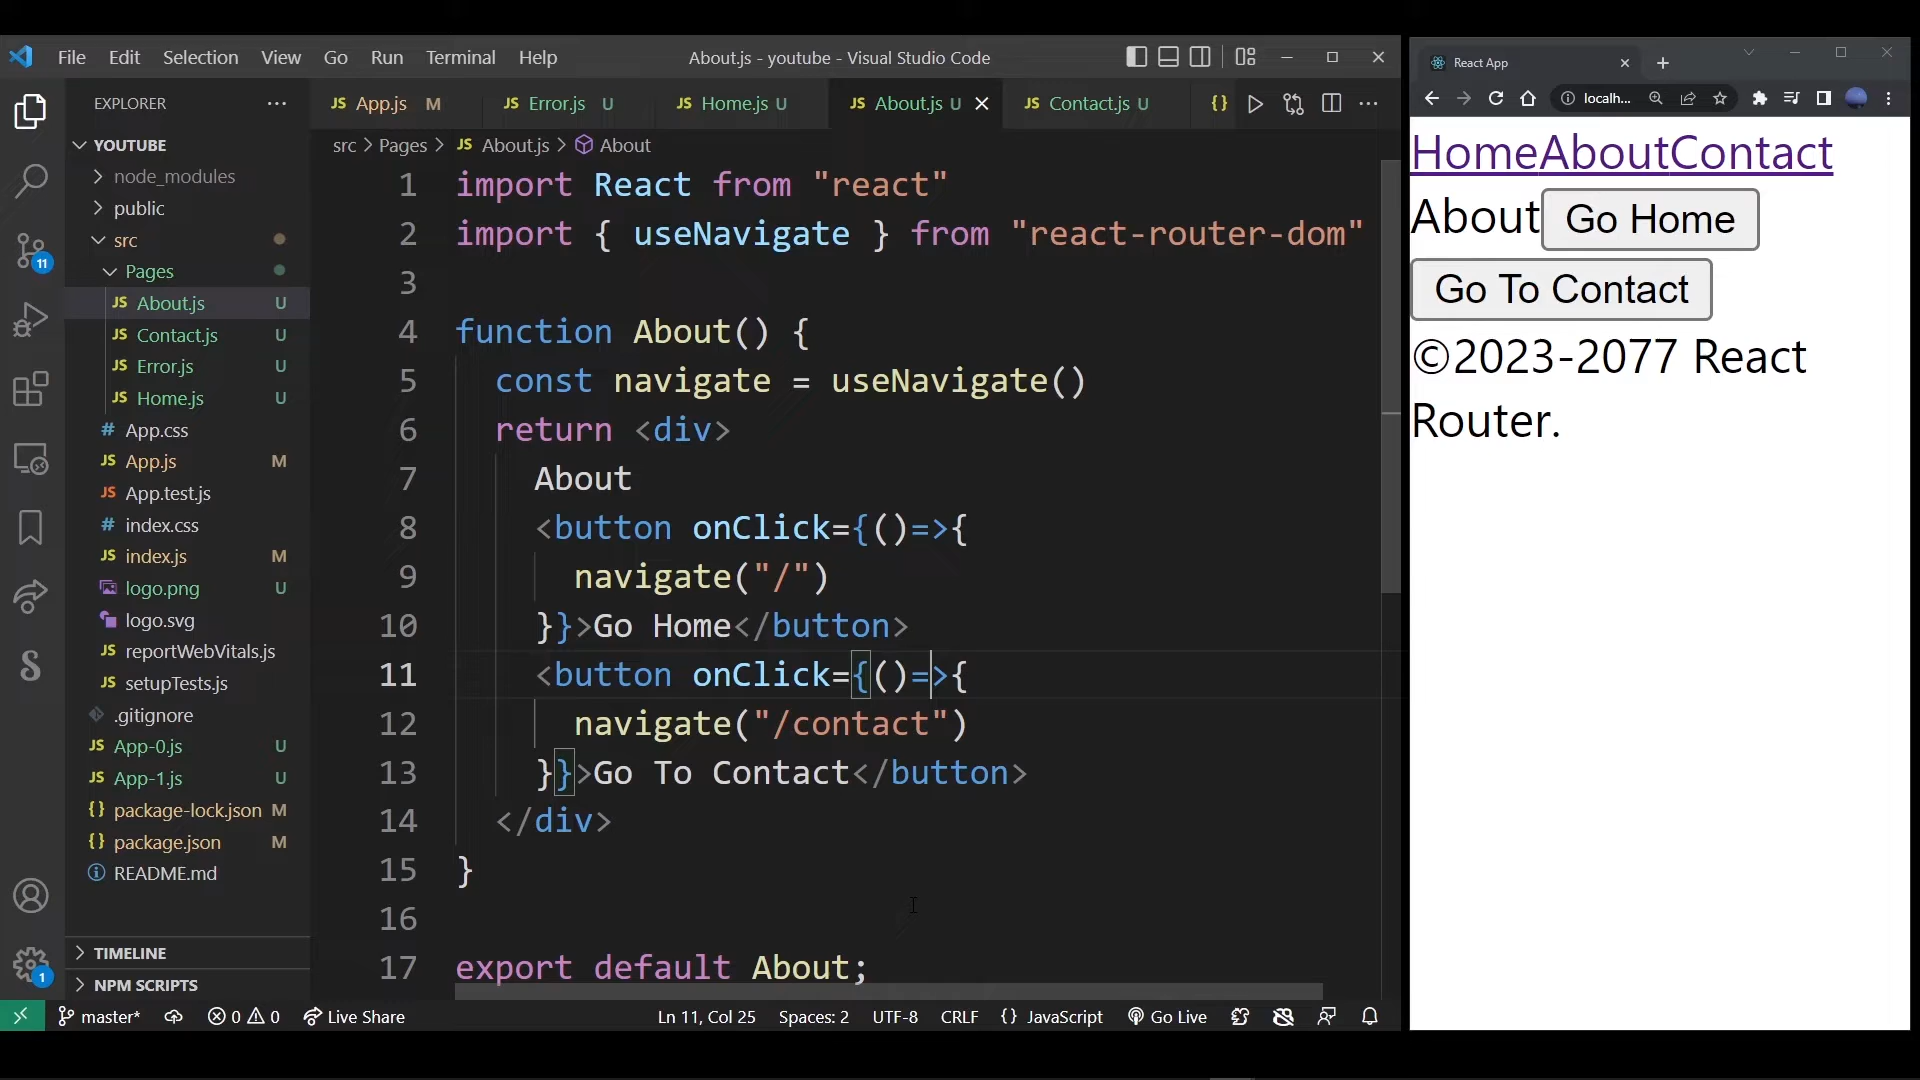 File Edit Selection View Go Run Terminal Help
About.js - youtube - Visual Studio Code
EXPLORER
YOUTUBE
node_modules
public
src
Pages
JS About.js U
JS Contact.js U
JS Error.js U
JS Home.js U
# App.css
JS App.js M
JS App.test.js
# index.css
JS index.js M
logo.png U
logo.svg
JS reportWebVitals.js
JS setupTests.js
.gitignore
JS App-0.js U
JS App-1.js U
{} package-lock.json M
{} package.json M
README.md
TIMELINE
NPM SCRIPTS
11
1
JS App.js M JS Error.js U JS Home.js U JS About.js U JS Contact.js U {}
src > Pages > JS About.js > About
1 import React from "react"
2 import { useNavigate } from "react-router-dom"
3
4 function About() {
5 const navigate = useNavigate()
6 return <div>
7 About
8 <button onClick={()=>{
9 navigate("/")
10 }}>Go Home</button>
11 <button onClick={()=>{
12 navigate("/contact")
13 }}>Go To Contact</button>
14 </div>
15 }
16
17 export default About;
master* 0 0 Live Share Ln 11, Col 25 Spaces: 2 UTF-8 CRLF {} JavaScript Go Live
React App
localh...
HomeAboutContact
About Go Home
Go To Contact
©2023-2077 React
Router.